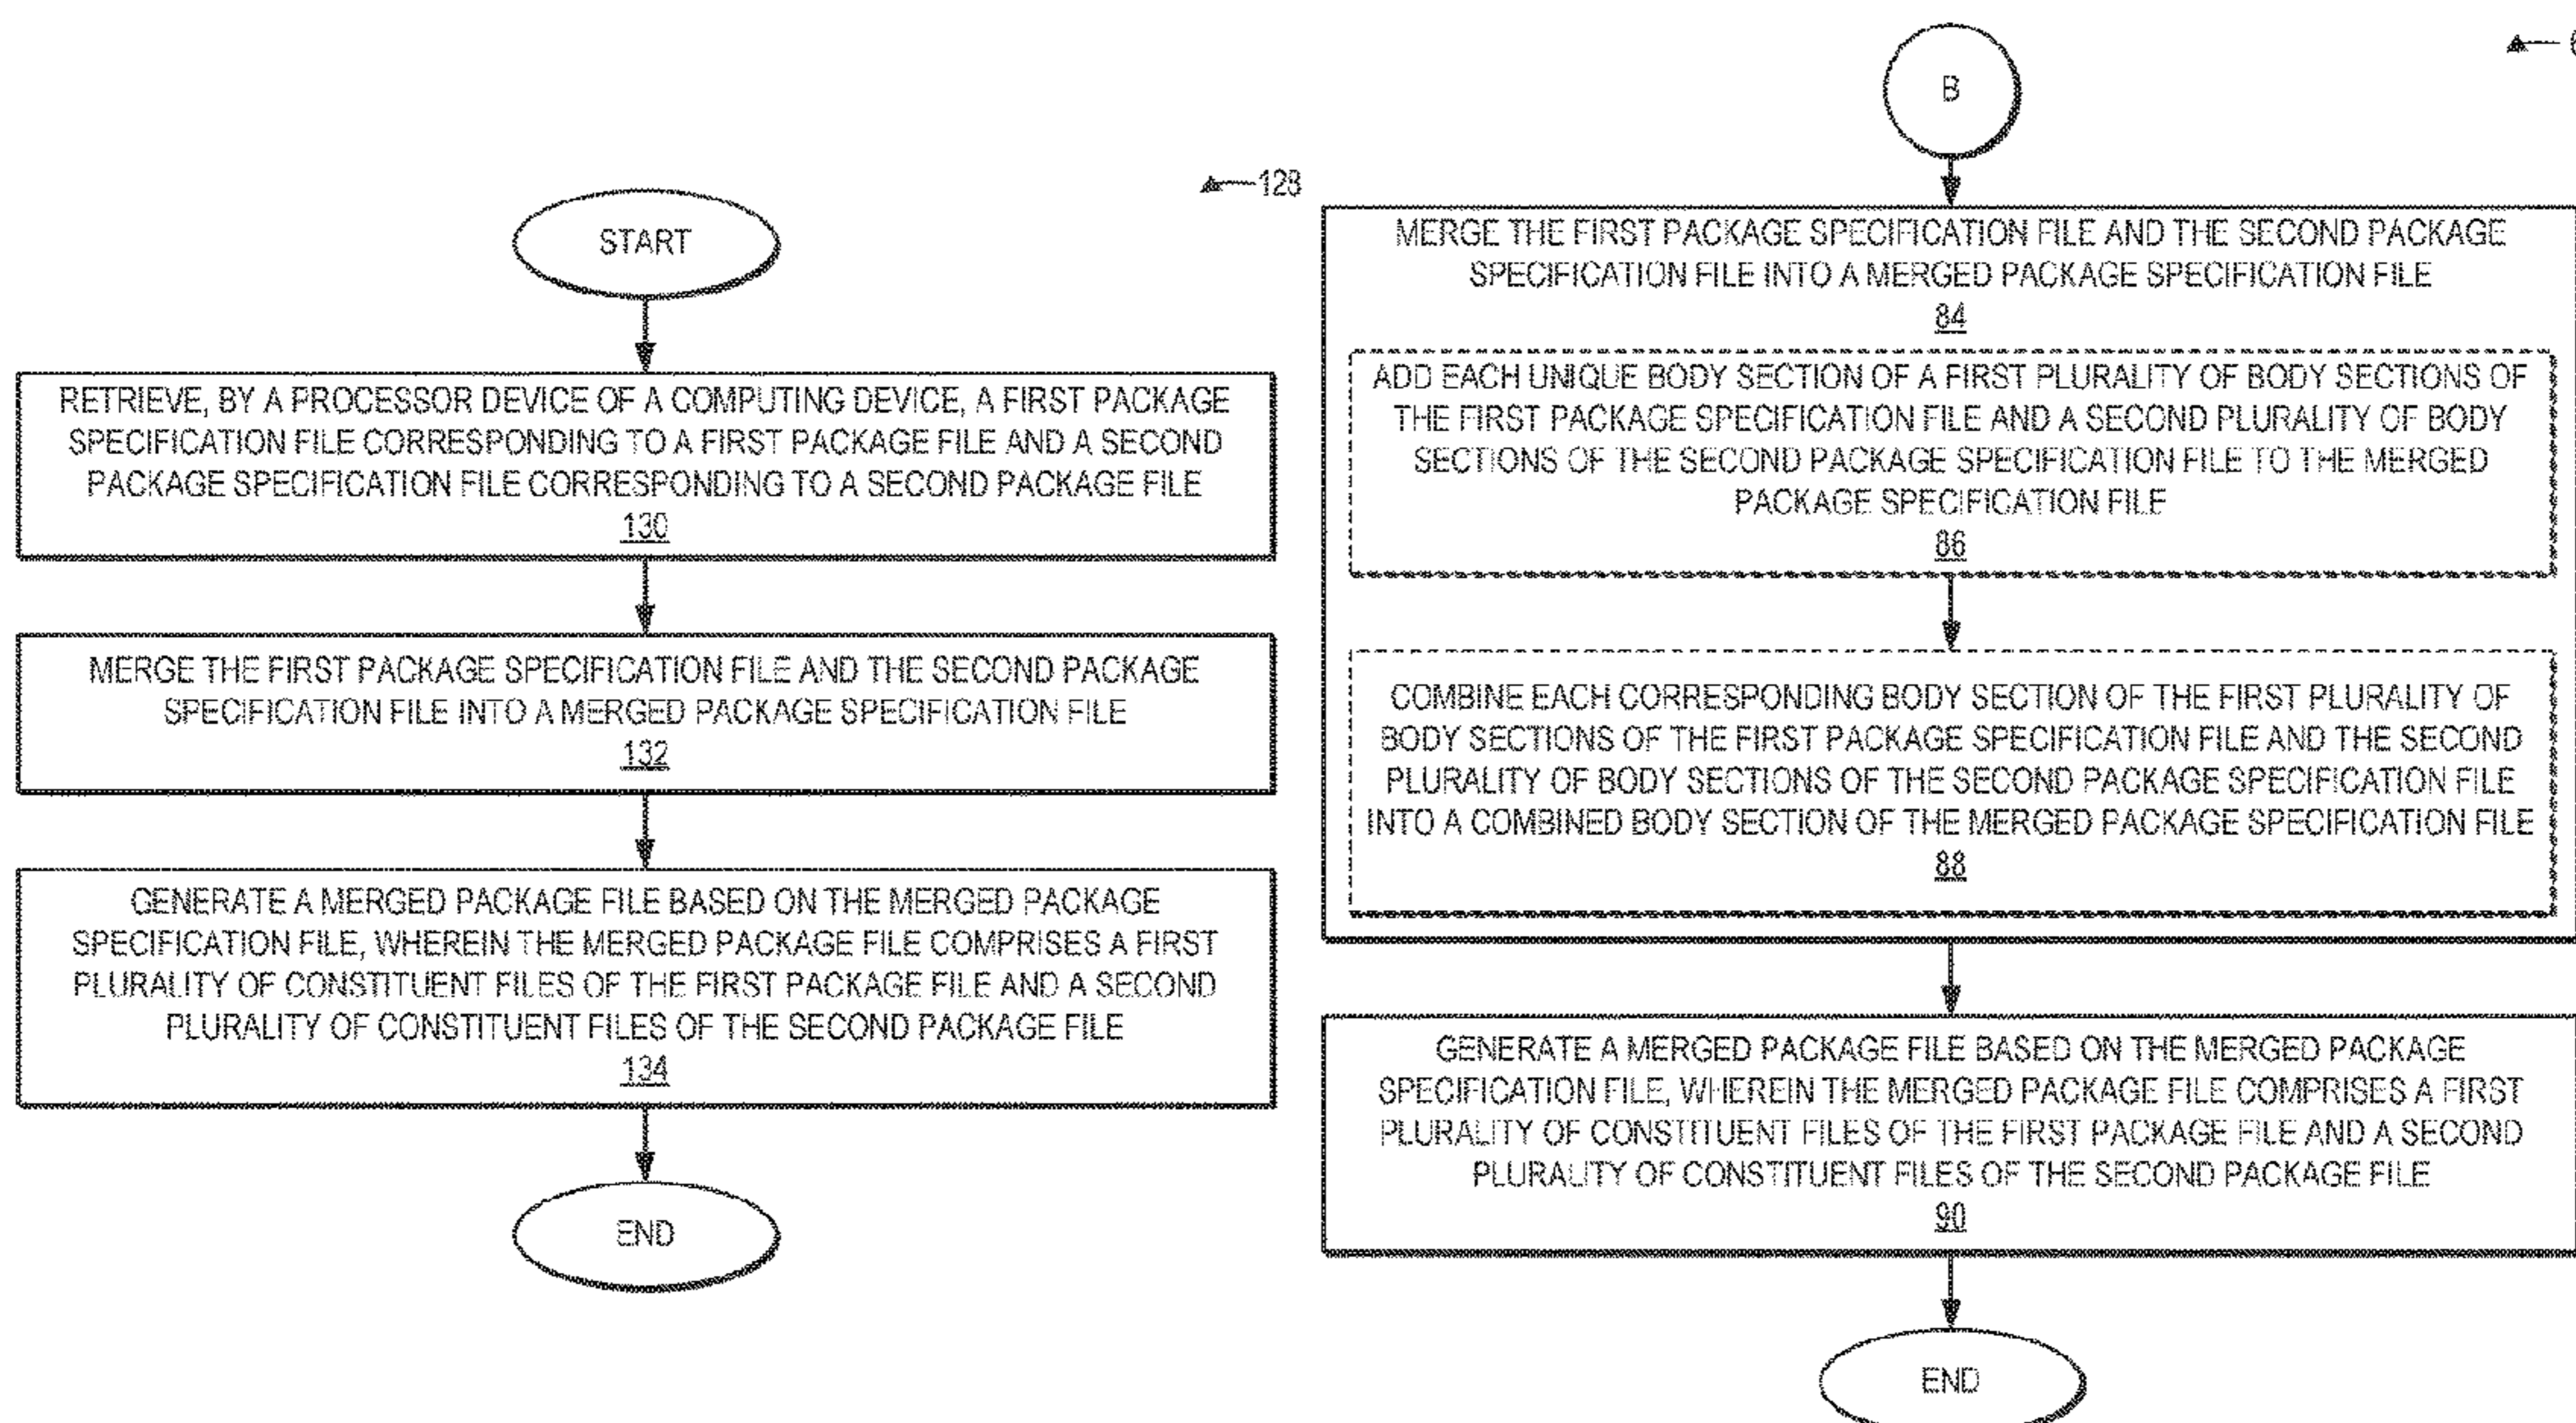 128
START
RETRIEVE, BY A PROCESSOR DEVICE OF A COMPUTING DEVICE, A FIRST PACKAGE
SPECIFICATION FILE CORRESPONDING TO A FIRST PACKAGE FILE AND A SECOND
PACKAGE SPECIFICATION FILE CORRESPONDING TO A SECOND PACKAGE FILE
130
MERGE THE FIRST PACKAGE SPECIFICATION FILE AND THE SECOND PACKAGE
SPECIFICATION FILE INTO A MERGED PACKAGE SPECIFICATION FILE
132
GENERATE A MERGED PACKAGE FILE BASED ON THE MERGED PACKAGE
SPECIFICATION FILE, WHEREIN THE MERGED PACKAGE FILE COMPRISES A FIRST
PLURALITY OF CONSTITUENT FILES OF THE FIRST PACKAGE FILE AND A SECOND
PLURALITY OF CONSTITUENT FILES OF THE SECOND PACKAGE FILE
134
END
B
MERGE THE FIRST PACKAGE SPECIFICATION FILE AND THE SECOND PACKAGE
SPECIFICATION FILE INTO A MERGED PACKAGE SPECIFICATION FILE
84
ADD EACH UNIQUE BODY SECTION OF A FIRST PLURALITY OF BODY SECTIONS OF
THE FIRST PACKAGE SPECIFICATION FILE AND A SECOND PLURALITY OF BODY
SECTIONS OF THE SECOND PACKAGE SPECIFICATION FILE TO THE MERGED
PACKAGE SPECIFICATION FILE
86
COMBINE EACH CORRESPONDING BODY SECTION OF THE FIRST PLURALITY OF
BODY SECTIONS OF THE FIRST PACKAGE SPECIFICATION FILE AND THE SECOND
PLURALITY OF BODY SECTIONS OF THE SECOND PACKAGE SPECIFICATION FILE
INTO A COMBINED BODY SECTION OF THE MERGED PACKAGE SPECIFICATION FILE
88
GENERATE A MERGED PACKAGE FILE BASED ON THE MERGED PACKAGE
SPECIFICATION FILE, WHEREIN THE MERGED PACKAGE FILE COMPRISES A FIRST
PLURALITY OF CONSTITUENT FILES OF THE FIRST PACKAGE FILE AND A SECOND
PLURALITY OF CONSTITUENT FILES OF THE SECOND PACKAGE FILE
90
END